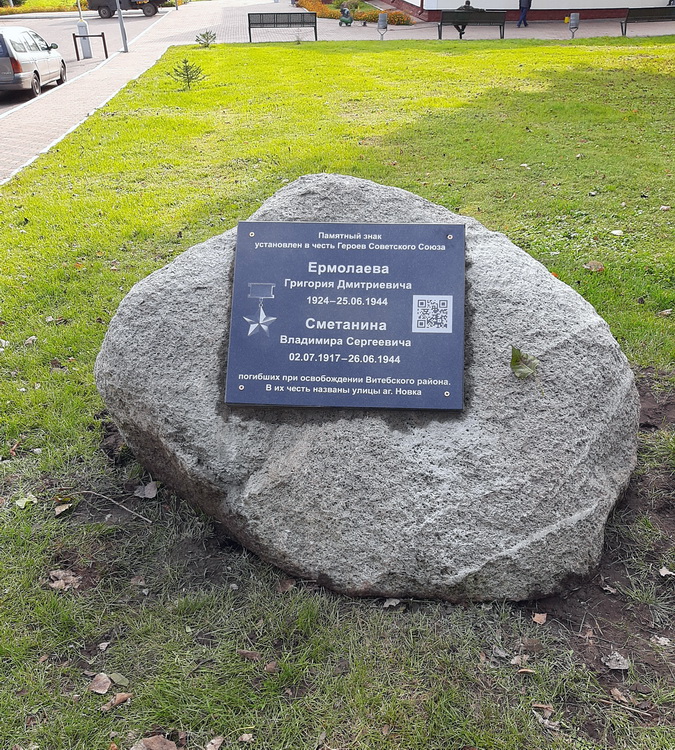 Памятный знак
установлен в честь Героев Советского Союза
Ермолаева
Григория Дмитриевича
1924–25.06.1944
Сметанина
Владимира Сергеевича
02.07.1917–26.06.1944
погибших при освобождении Витебского района.
В их честь названы улицы аг. Новка